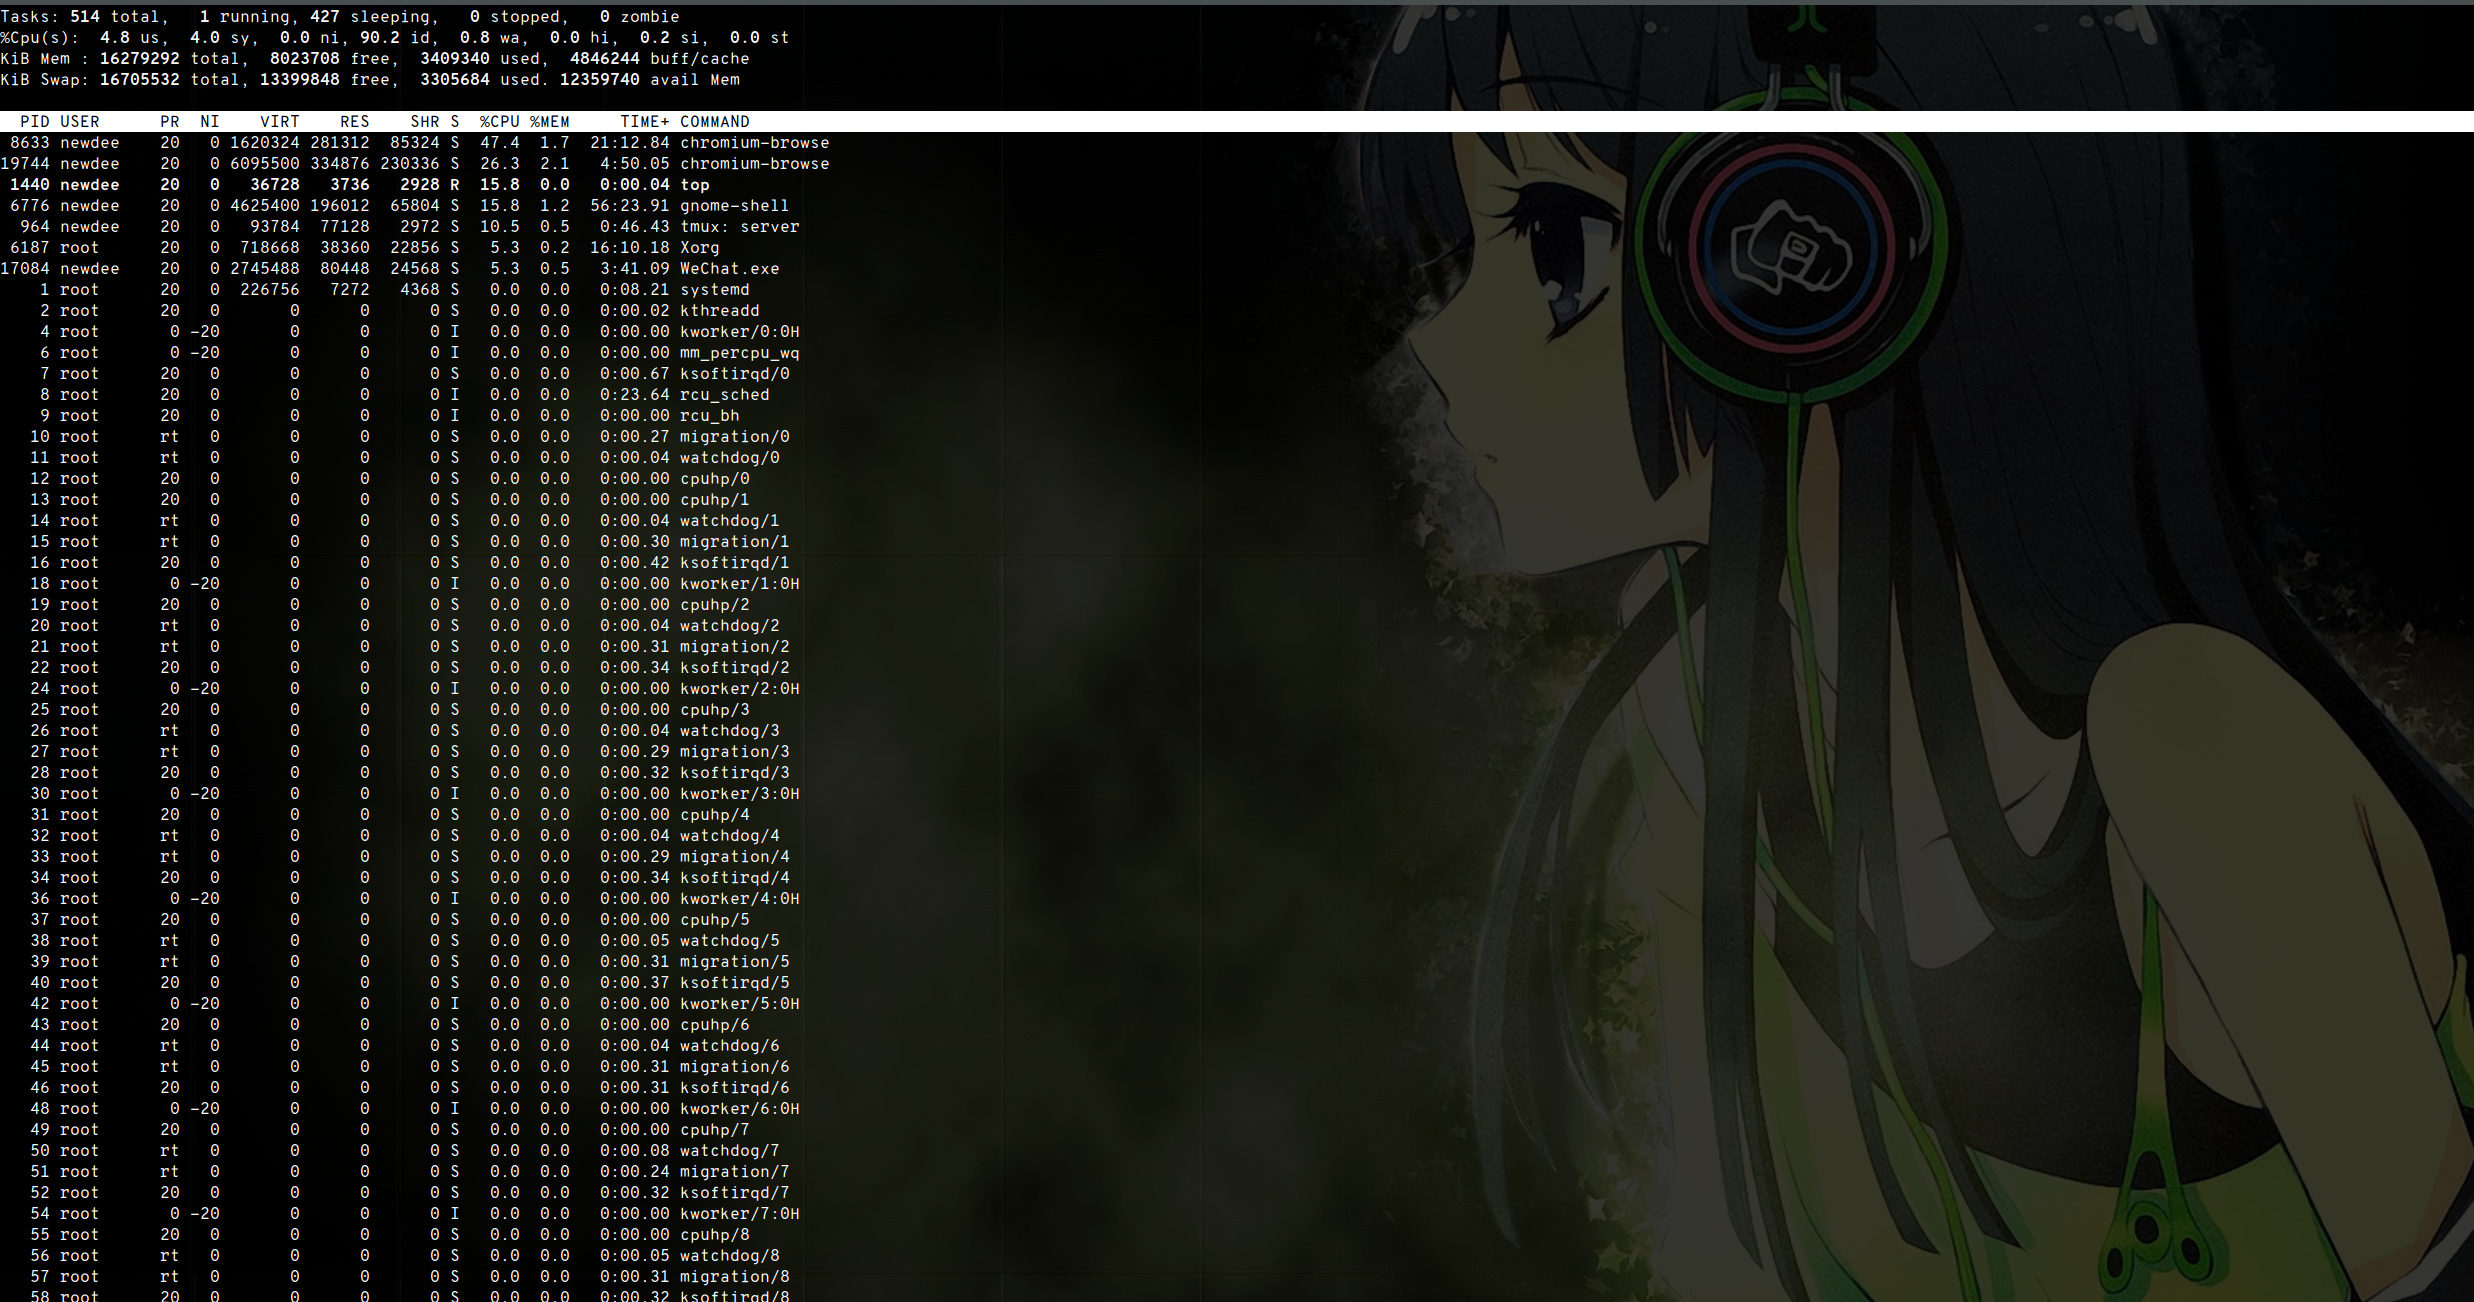 Tasks: 514 total,   1 running, 427 sleeping,   0 stopped,   0 zombie
%Cpu(s):  4.8 us,  4.0 sy,  0.0 ni, 90.2 id,  0.8 wa,  0.0 hi,  0.2 si,  0.0 st
KiB Mem : 16279292 total,  8023708 free,  3409340 used,  4846244 buff/cache
KiB Swap: 16705532 total, 13399848 free,  3305684 used. 12359740 avail Mem
PID USER PR NI VIRT RES SHR S %CPU %MEM TIME+ COMMAND
8633 newdee 20 0 1620324 281312 85324 S 47.4 1.7 21:12.84 chromium-browse
19744 newdee 20 0 6095500 334876 230336 S 26.3 2.1 4:50.05 chromium-browse
1440 newdee 20 0 36728 3736 2928 R 15.8 0.0 0:00.04 top
6776 newdee 20 0 4625400 196012 65804 S 15.8 1.2 56:23.91 gnome-shell
964 newdee 20 0 93784 77128 2972 S 10.5 0.5 0:46.43 tmux: server
6187 root 20 0 718668 38360 22856 S 5.3 0.2 16:10.18 Xorg
17084 newdee 20 0 2745488 80448 24568 S 5.3 0.5 3:41.09 WeChat.exe
1 root 20 0 226756 7272 4368 S 0.0 0.0 0:08.21 systemd
2 root 20 0 0 0 0 S 0.0 0.0 0:00.02 kthreadd
4 root 0 -20 0 0 0 I 0.0 0.0 0:00.00 kworker/0:0H
6 root 0 -20 0 0 0 I 0.0 0.0 0:00.00 mm_percpu_wq
7 root 20 0 0 0 0 S 0.0 0.0 0:00.67 ksoftirqd/0
8 root 20 0 0 0 0 I 0.0 0.0 0:23.64 rcu_sched
9 root 20 0 0 0 0 I 0.0 0.0 0:00.00 rcu_bh
10 root rt 0 0 0 0 S 0.0 0.0 0:00.27 migration/0
11 root rt 0 0 0 0 S 0.0 0.0 0:00.04 watchdog/0
12 root 20 0 0 0 0 S 0.0 0.0 0:00.00 cpuhp/0
13 root 20 0 0 0 0 S 0.0 0.0 0:00.00 cpuhp/1
14 root rt 0 0 0 0 S 0.0 0.0 0:00.04 watchdog/1
15 root rt 0 0 0 0 S 0.0 0.0 0:00.30 migration/1
16 root 20 0 0 0 0 S 0.0 0.0 0:00.42 ksoftirqd/1
18 root 0 -20 0 0 0 I 0.0 0.0 0:00.00 kworker/1:0H
19 root 20 0 0 0 0 S 0.0 0.0 0:00.00 cpuhp/2
20 root rt 0 0 0 0 S 0.0 0.0 0:00.04 watchdog/2
21 root rt 0 0 0 0 S 0.0 0.0 0:00.31 migration/2
22 root 20 0 0 0 0 S 0.0 0.0 0:00.34 ksoftirqd/2
24 root 0 -20 0 0 0 I 0.0 0.0 0:00.00 kworker/2:0H
25 root 20 0 0 0 0 S 0.0 0.0 0:00.00 cpuhp/3
26 root rt 0 0 0 0 S 0.0 0.0 0:00.04 watchdog/3
27 root rt 0 0 0 0 S 0.0 0.0 0:00.29 migration/3
28 root 20 0 0 0 0 S 0.0 0.0 0:00.32 ksoftirqd/3
30 root 0 -20 0 0 0 I 0.0 0.0 0:00.00 kworker/3:0H
31 root 20 0 0 0 0 S 0.0 0.0 0:00.00 cpuhp/4
32 root rt 0 0 0 0 S 0.0 0.0 0:00.04 watchdog/4
33 root rt 0 0 0 0 S 0.0 0.0 0:00.29 migration/4
34 root 20 0 0 0 0 S 0.0 0.0 0:00.34 ksoftirqd/4
36 root 0 -20 0 0 0 I 0.0 0.0 0:00.00 kworker/4:0H
37 root 20 0 0 0 0 S 0.0 0.0 0:00.00 cpuhp/5
38 root rt 0 0 0 0 S 0.0 0.0 0:00.05 watchdog/5
39 root rt 0 0 0 0 S 0.0 0.0 0:00.31 migration/5
40 root 20 0 0 0 0 S 0.0 0.0 0:00.37 ksoftirqd/5
42 root 0 -20 0 0 0 I 0.0 0.0 0:00.00 kworker/5:0H
43 root 20 0 0 0 0 S 0.0 0.0 0:00.00 cpuhp/6
44 root rt 0 0 0 0 S 0.0 0.0 0:00.04 watchdog/6
45 root rt 0 0 0 0 S 0.0 0.0 0:00.31 migration/6
46 root 20 0 0 0 0 S 0.0 0.0 0:00.31 ksoftirqd/6
48 root 0 -20 0 0 0 I 0.0 0.0 0:00.00 kworker/6:0H
49 root 20 0 0 0 0 S 0.0 0.0 0:00.00 cpuhp/7
50 root rt 0 0 0 0 S 0.0 0.0 0:00.08 watchdog/7
51 root rt 0 0 0 0 S 0.0 0.0 0:00.24 migration/7
52 root 20 0 0 0 0 S 0.0 0.0 0:00.32 ksoftirqd/7
54 root 0 -20 0 0 0 I 0.0 0.0 0:00.00 kworker/7:0H
55 root 20 0 0 0 0 S 0.0 0.0 0:00.00 cpuhp/8
56 root rt 0 0 0 0 S 0.0 0.0 0:00.05 watchdog/8
57 root rt 0 0 0 0 S 0.0 0.0 0:00.31 migration/8
58 root 20 0 0 0 0 S 0.0 0.0 0:00.32 ksoftirqd/8